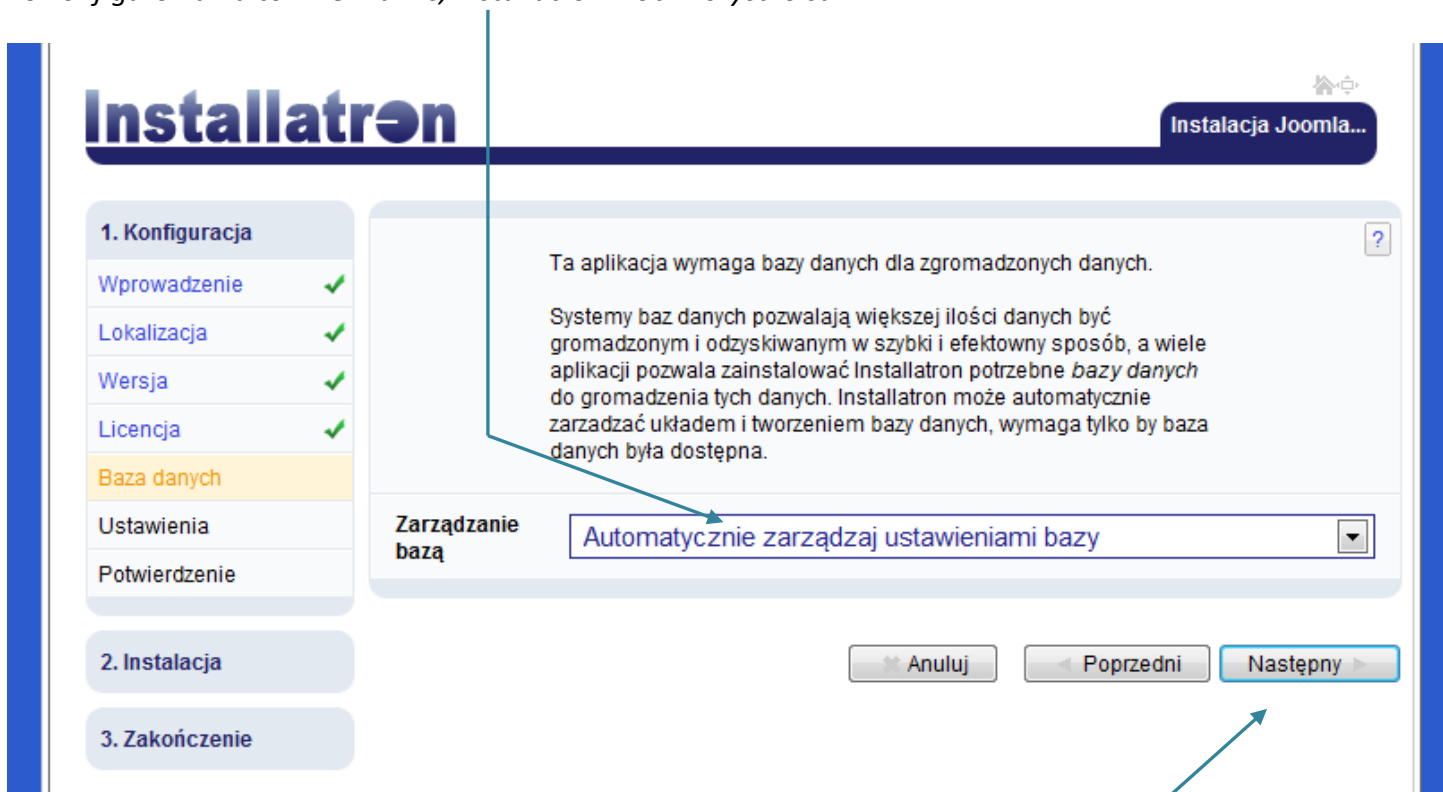 Installatron
Instalacja Joomla...
1. Konfiguracja
Wprowadzenie
Lokalizacja
Wersja
Licencja
Baza danych
Ustawienia
Potwierdzenie
2. Instalacja
3. Zakończenie
?
Ta aplikacja wymaga bazy danych dla zgromadzonych danych.
Systemy baz danych pozwalają większej ilości danych być
gromadzonym i odzyskiwanym w szybki i efektowny sposób, a wiele
aplikacji pozwala zainstalować Installatron potrzebne bazy danych
do gromadzenia tych danych. Installatron może automatycznie
zarzadzać układem i tworzeniem bazy danych, wymaga tylko by baza
danych była dostępna.
Zarządzanie
bazą
Automatycznie zarządzaj ustawieniami bazy
Anuluj
Poprzedni
Następny